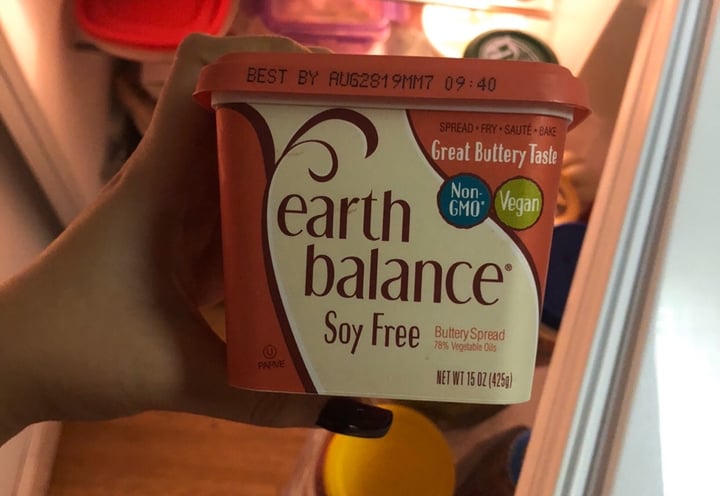 BEST BY AUG2819MM7 09:40
SPREAD • FRY • SAUTÉ • BAKE
Great Buttery Taste
Non-
GMO*
Vegan
earth
balance®
Soy Free
Buttery Spread
78% Vegetable Oils
U
PARVE
NET WT 15 OZ (425g)